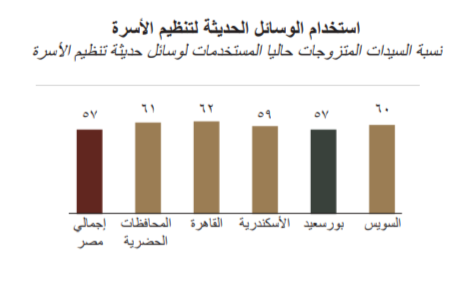 استخدام الوسائل الحديثة لتنظيم الأسرة
نسبة السيدات المتزوجات حاليا المستخدمات لوسائل حديثة تنظيم الأسرة
٥٧ ٦١ ٦٢ ٥٩ ٥٧ ٦٠
إجمالي مصر
المحافظات الحضرية
القاهرة
الأسكندرية
بورسعيد
السويس